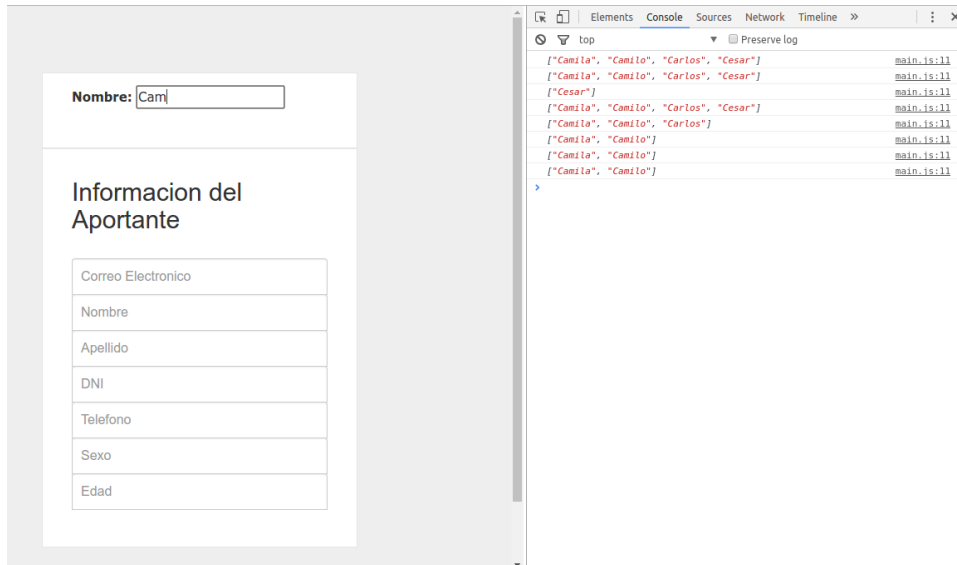 Nombre: Cam
Informacion del
Aportante
Correo Electronico
Nombre
Apellido
DNI
Telefono
Sexo
Edad
Elements Console Sources Network Timeline »
top ▼ Preserve log
["Camila", "Camilo", "Carlos", "Cesar"] main.js:11
["Camila", "Camilo", "Carlos", "Cesar"] main.js:11
["Cesar"] main.js:11
["Camila", "Camilo", "Carlos", "Cesar"] main.js:11
["Camila", "Camilo", "Carlos"] main.js:11
["Camila", "Camilo"] main.js:11
["Camila", "Camilo"] main.js:11
["Camila", "Camilo"] main.js:11